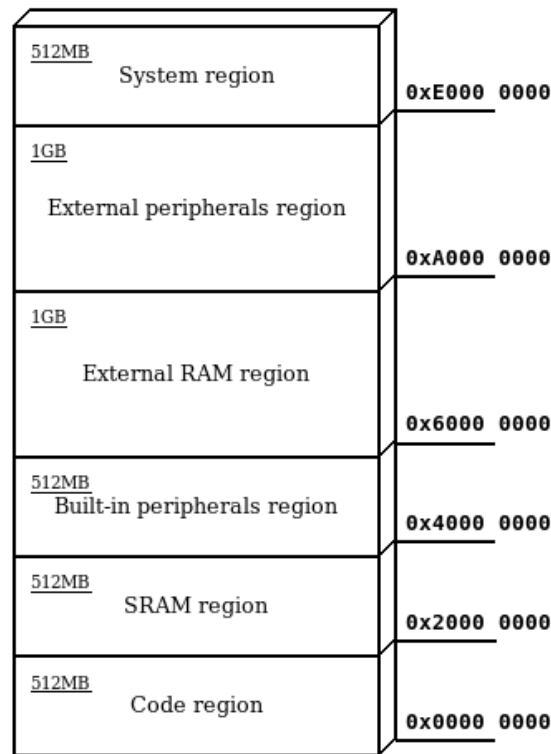 512MB
System region
0xE000 0000
1GB
External peripherals region
0xA000 0000
1GB
External RAM region
0x6000 0000
512MB
Built-in peripherals region
0x4000 0000
512MB
SRAM region
0x2000 0000
512MB
Code region
0x0000 0000